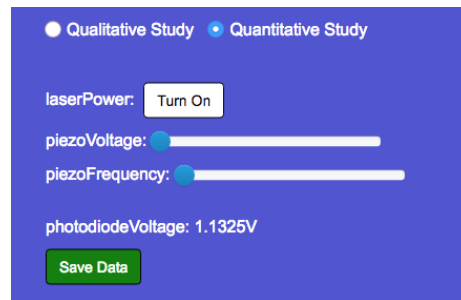 Qualitative Study Quantitative Study
laserPower: Turn On
piezoVoltage:
piezoFrequency:
photodiodeVoltage: 1.1325V
Save Data